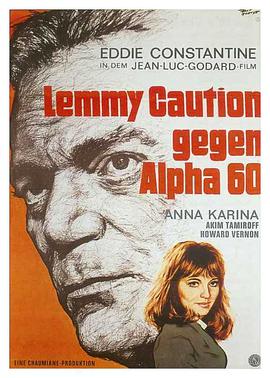 EDDIE CONSTANTINE
IN DEM JEAN-LUC-GODARD-FILM
Lemmy Caution
gegen
Alpha 60
ANNA KARINA
AKIM TAMIROFF
HOWARD VERNON
EINE CHAUMIANE-PRODUKTION